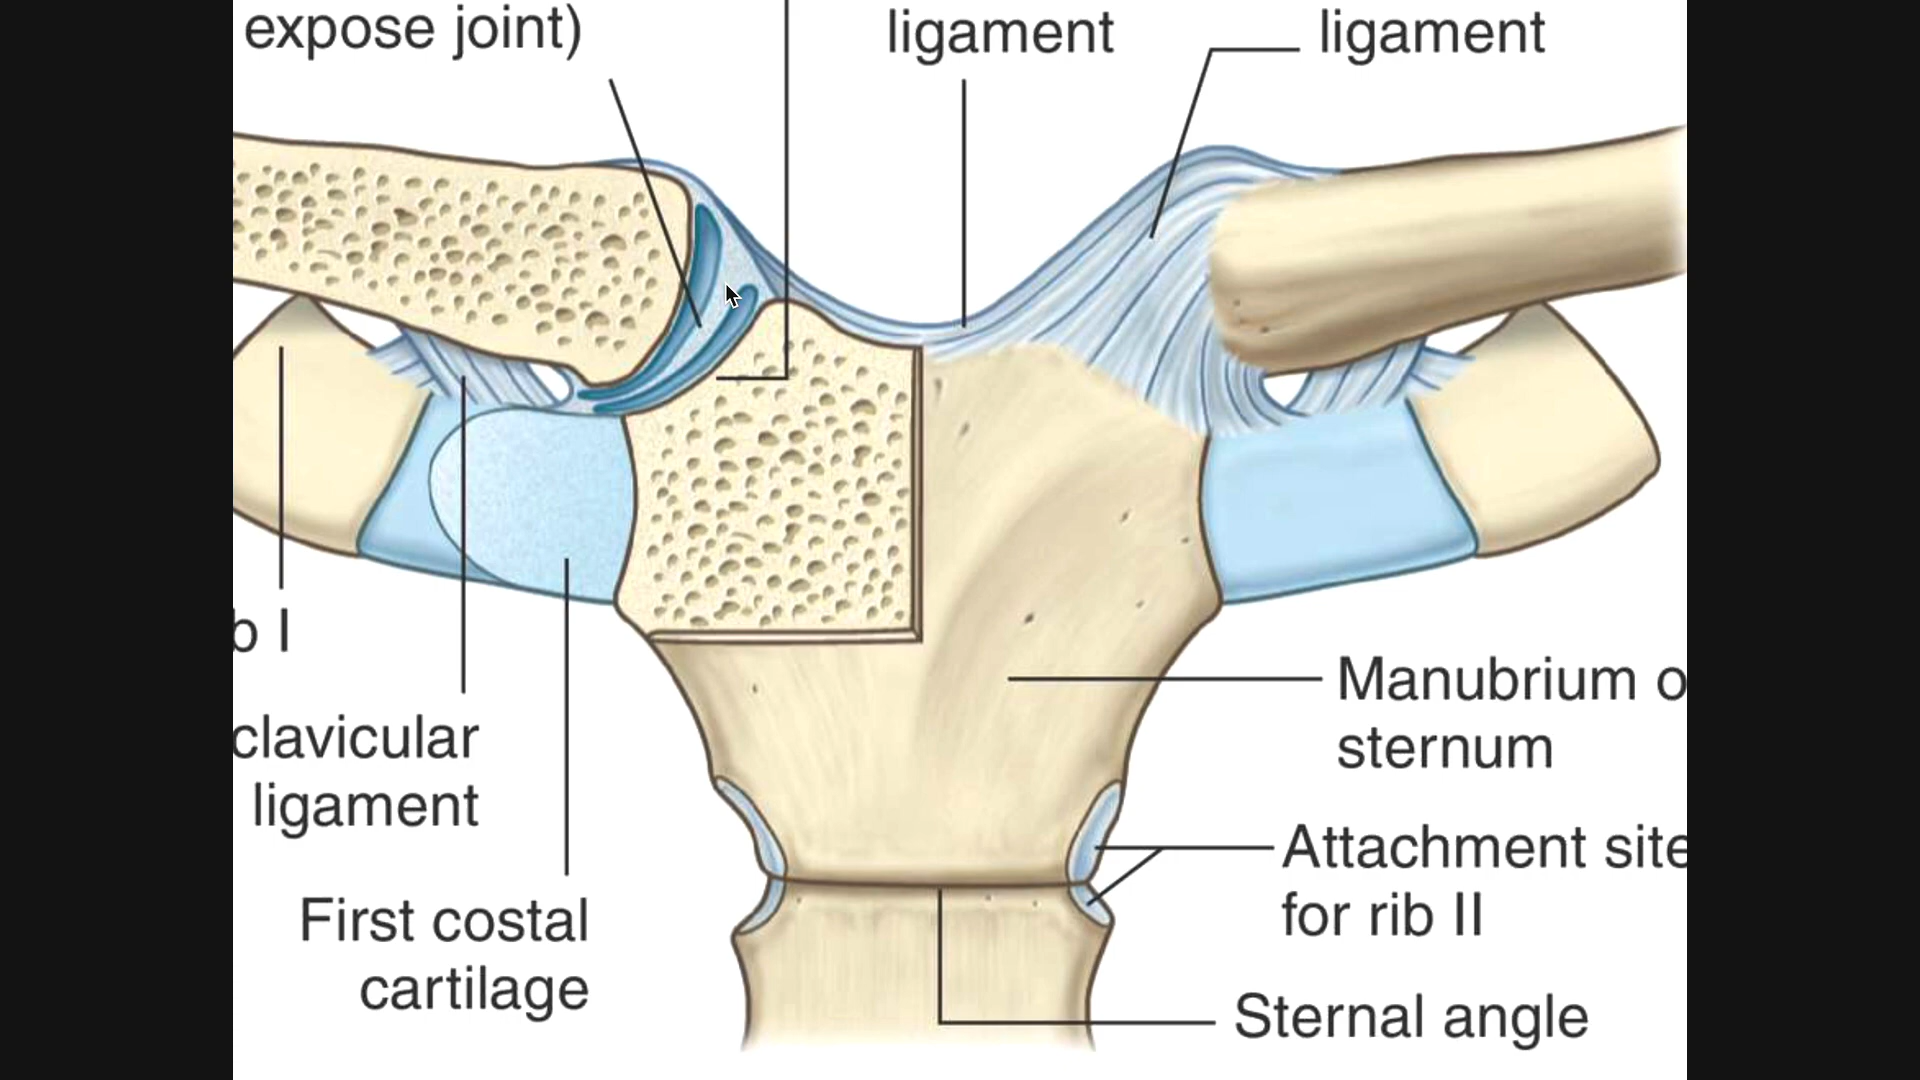 expose joint)
ligament
ligament
b I
clavicular
ligament
First costal
cartilage
Manubrium o
sternum
Attachment site
for rib II
Sternal angle